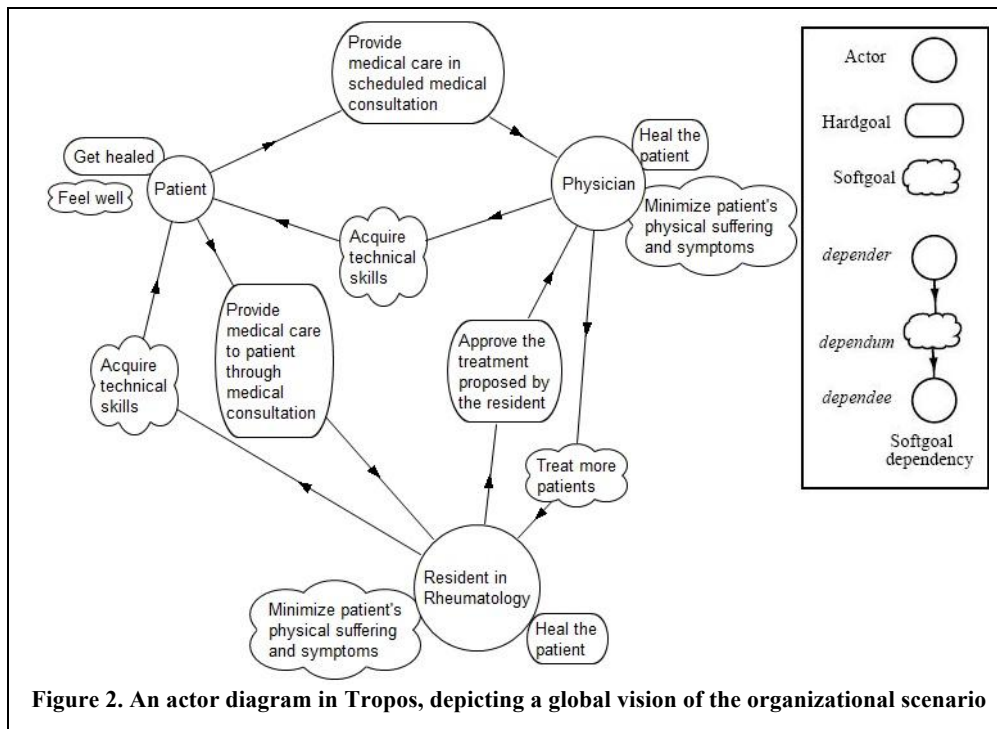 Provide
medical care in
scheduled medical
consultation
Get healed
Feel well
Patient
Physician
Heal the
patient
Minimize patient's
physical suffering
and symptoms
Acquire
technical
skills
Provide
medical care
to patient
through
medical
consultation
Acquire
technical
skills
Approve the
treatment
proposed by
the resident
Treat more
patients
Resident in
Rheumatology
Minimize patient's
physical suffering
and symptoms
Heal the
patient
Actor
Hardgoal
Softgoal
depender
dependum
dependee
Softgoal
dependency
Figure 2. An actor diagram in Tropos, depicting a global vision of the organizational scenario